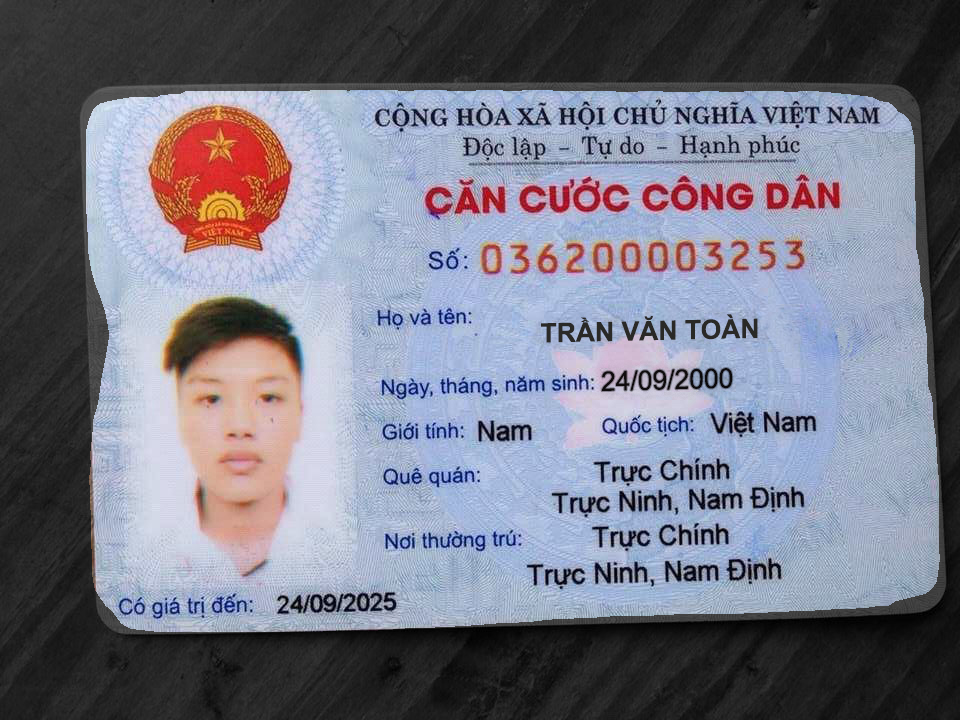 CỘNG HÒA XÃ HỘI CHỦ NGHĨA VIỆT NAM
Độc lập - Tự do - Hạnh phúc
CĂN CƯỚC CÔNG DÂN
VIỆT NAM
Số: 036200003253
Họ và tên:
TRẦN VĂN TOÀN
Ngày, tháng, năm sinh: 24/09/2000
Giới tính: Nam Quốc tịch: Việt Nam
Quê quán: Trực Chính
Trực Ninh, Nam Định
Nơi thường trú: Trực Chính
Trực Ninh, Nam Định
Có giá trị đến: 24/09/2025